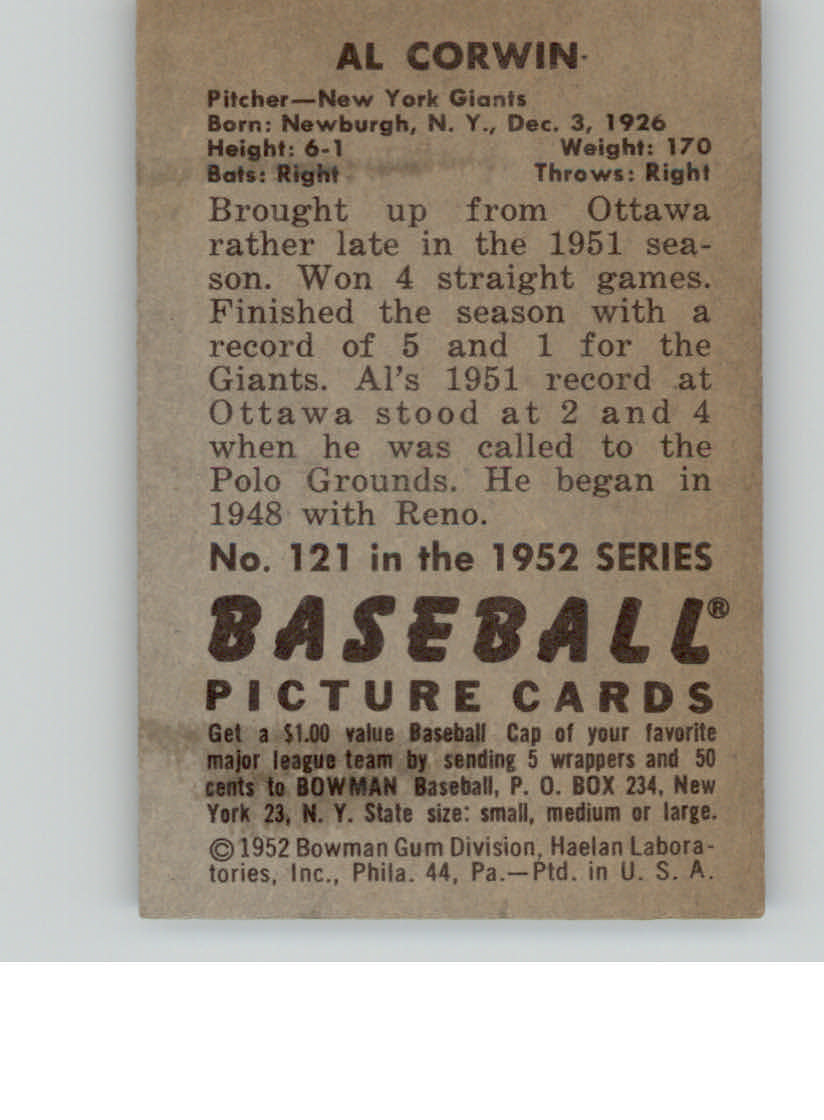 AL CORWIN
Pitcher—New York Giants
Born: Newburgh, N. Y., Dec. 3, 1926
Height: 6-1 Weight: 170
Bats: Right Throws: Right
Brought up from Ottawa
rather late in the 1951 sea-
son. Won 4 straight games.
Finished the season with a
record of 5 and 1 for the
Giants. Al's 1951 record at
Ottawa stood at 2 and 4
when he was called to the
Polo Grounds. He began in
1948 with Reno.
No. 121 in the 1952 SERIES
BASEBALL®
PICTURE CARDS
Get a $1.00 value Baseball Cap of your favorite
major league team by sending 5 wrappers and 50
cents to BOWMAN Baseball, P. O. BOX 234, New
York 23, N. Y. State size: small, medium or large.
© 1952 Bowman Gum Division, Haelan Labora-
tories, Inc., Phila. 44, Pa.—Ptd. in U. S. A.